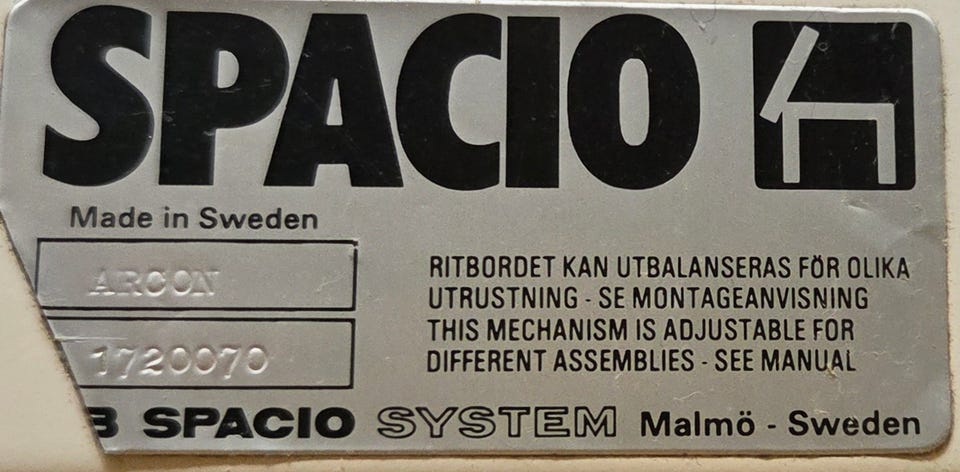 SPACIO
Made in Sweden
ARCON
1720070
RITBORDET KAN UTBALANSERAS FÖR OLIKA
UTRUSTNING - SE MONTAGEANVISNING
THIS MECHANISM IS ADJUSTABLE FOR
DIFFERENT ASSEMBLIES - SEE MANUAL
B SPACIO SYSTEM Malmö - Sweden